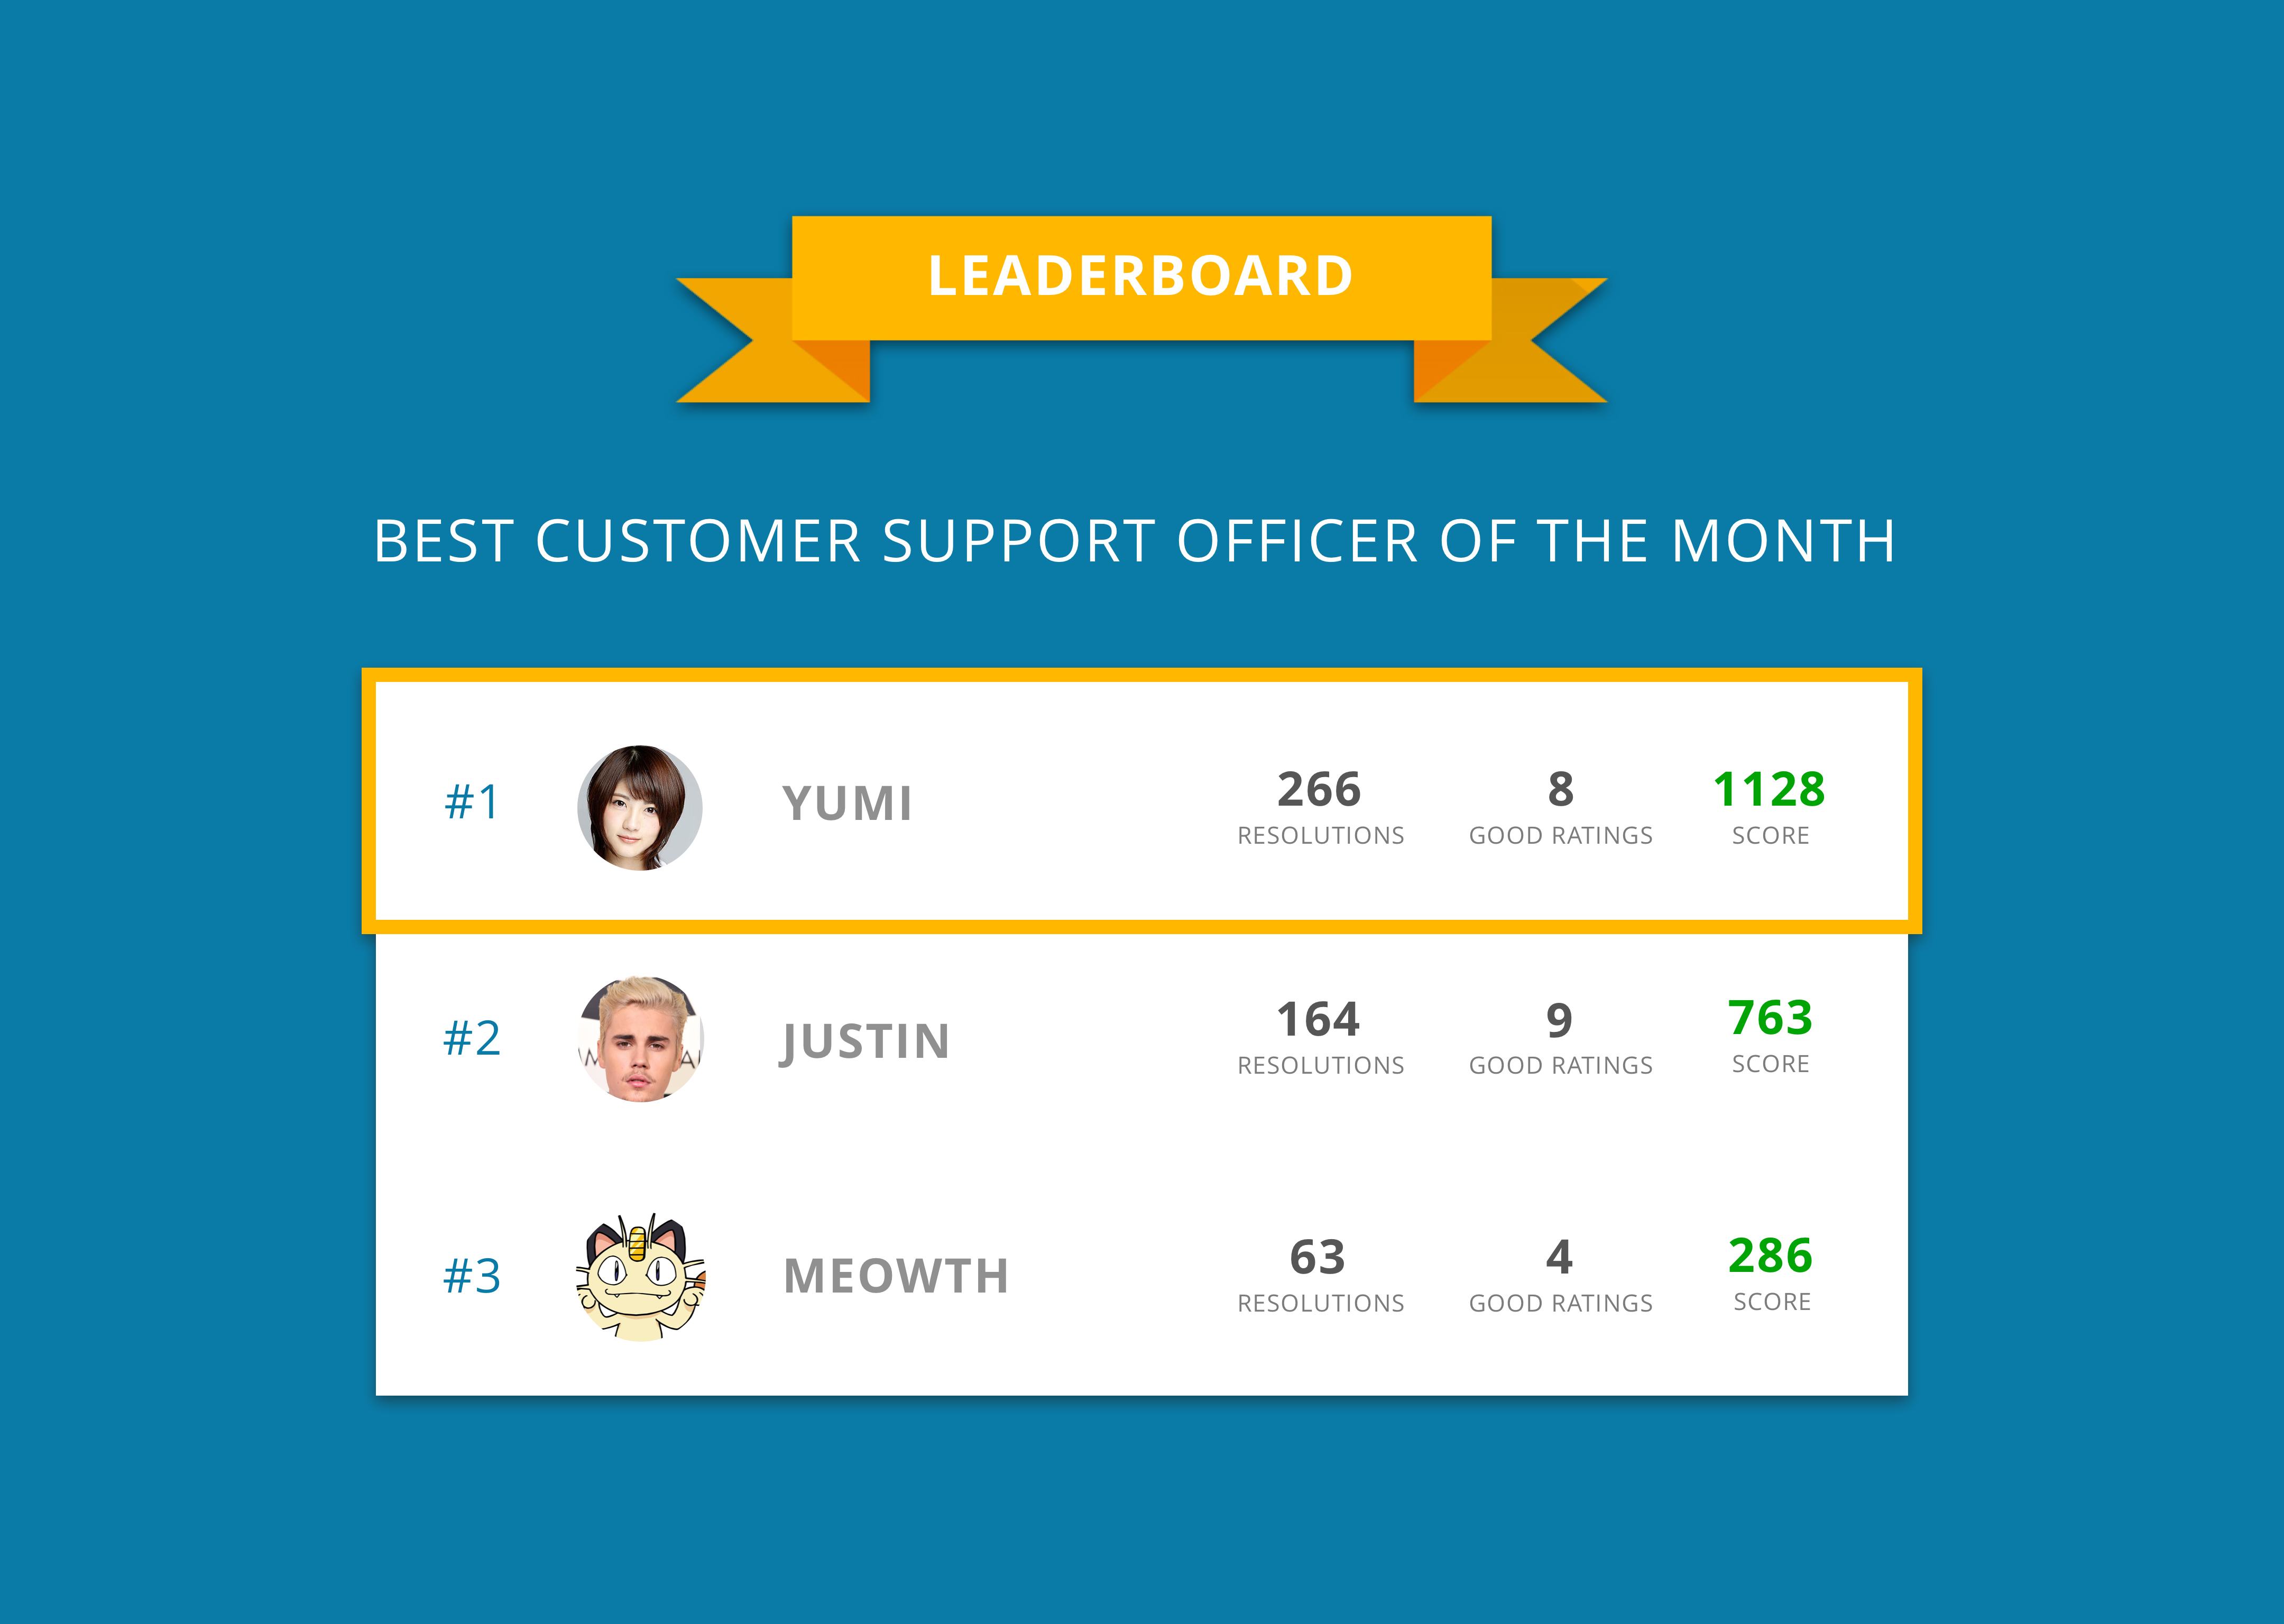 LEADERBOARD
BEST CUSTOMER SUPPORT OFFICER OF THE MONTH
#1 YUMI 266 8 1128
RESOLUTIONS GOOD RATINGS SCORE
#2 JUSTIN 164 9 763
RESOLUTIONS GOOD RATINGS SCORE
#3 MEOWTH 63 4 286
RESOLUTIONS GOOD RATINGS SCORE